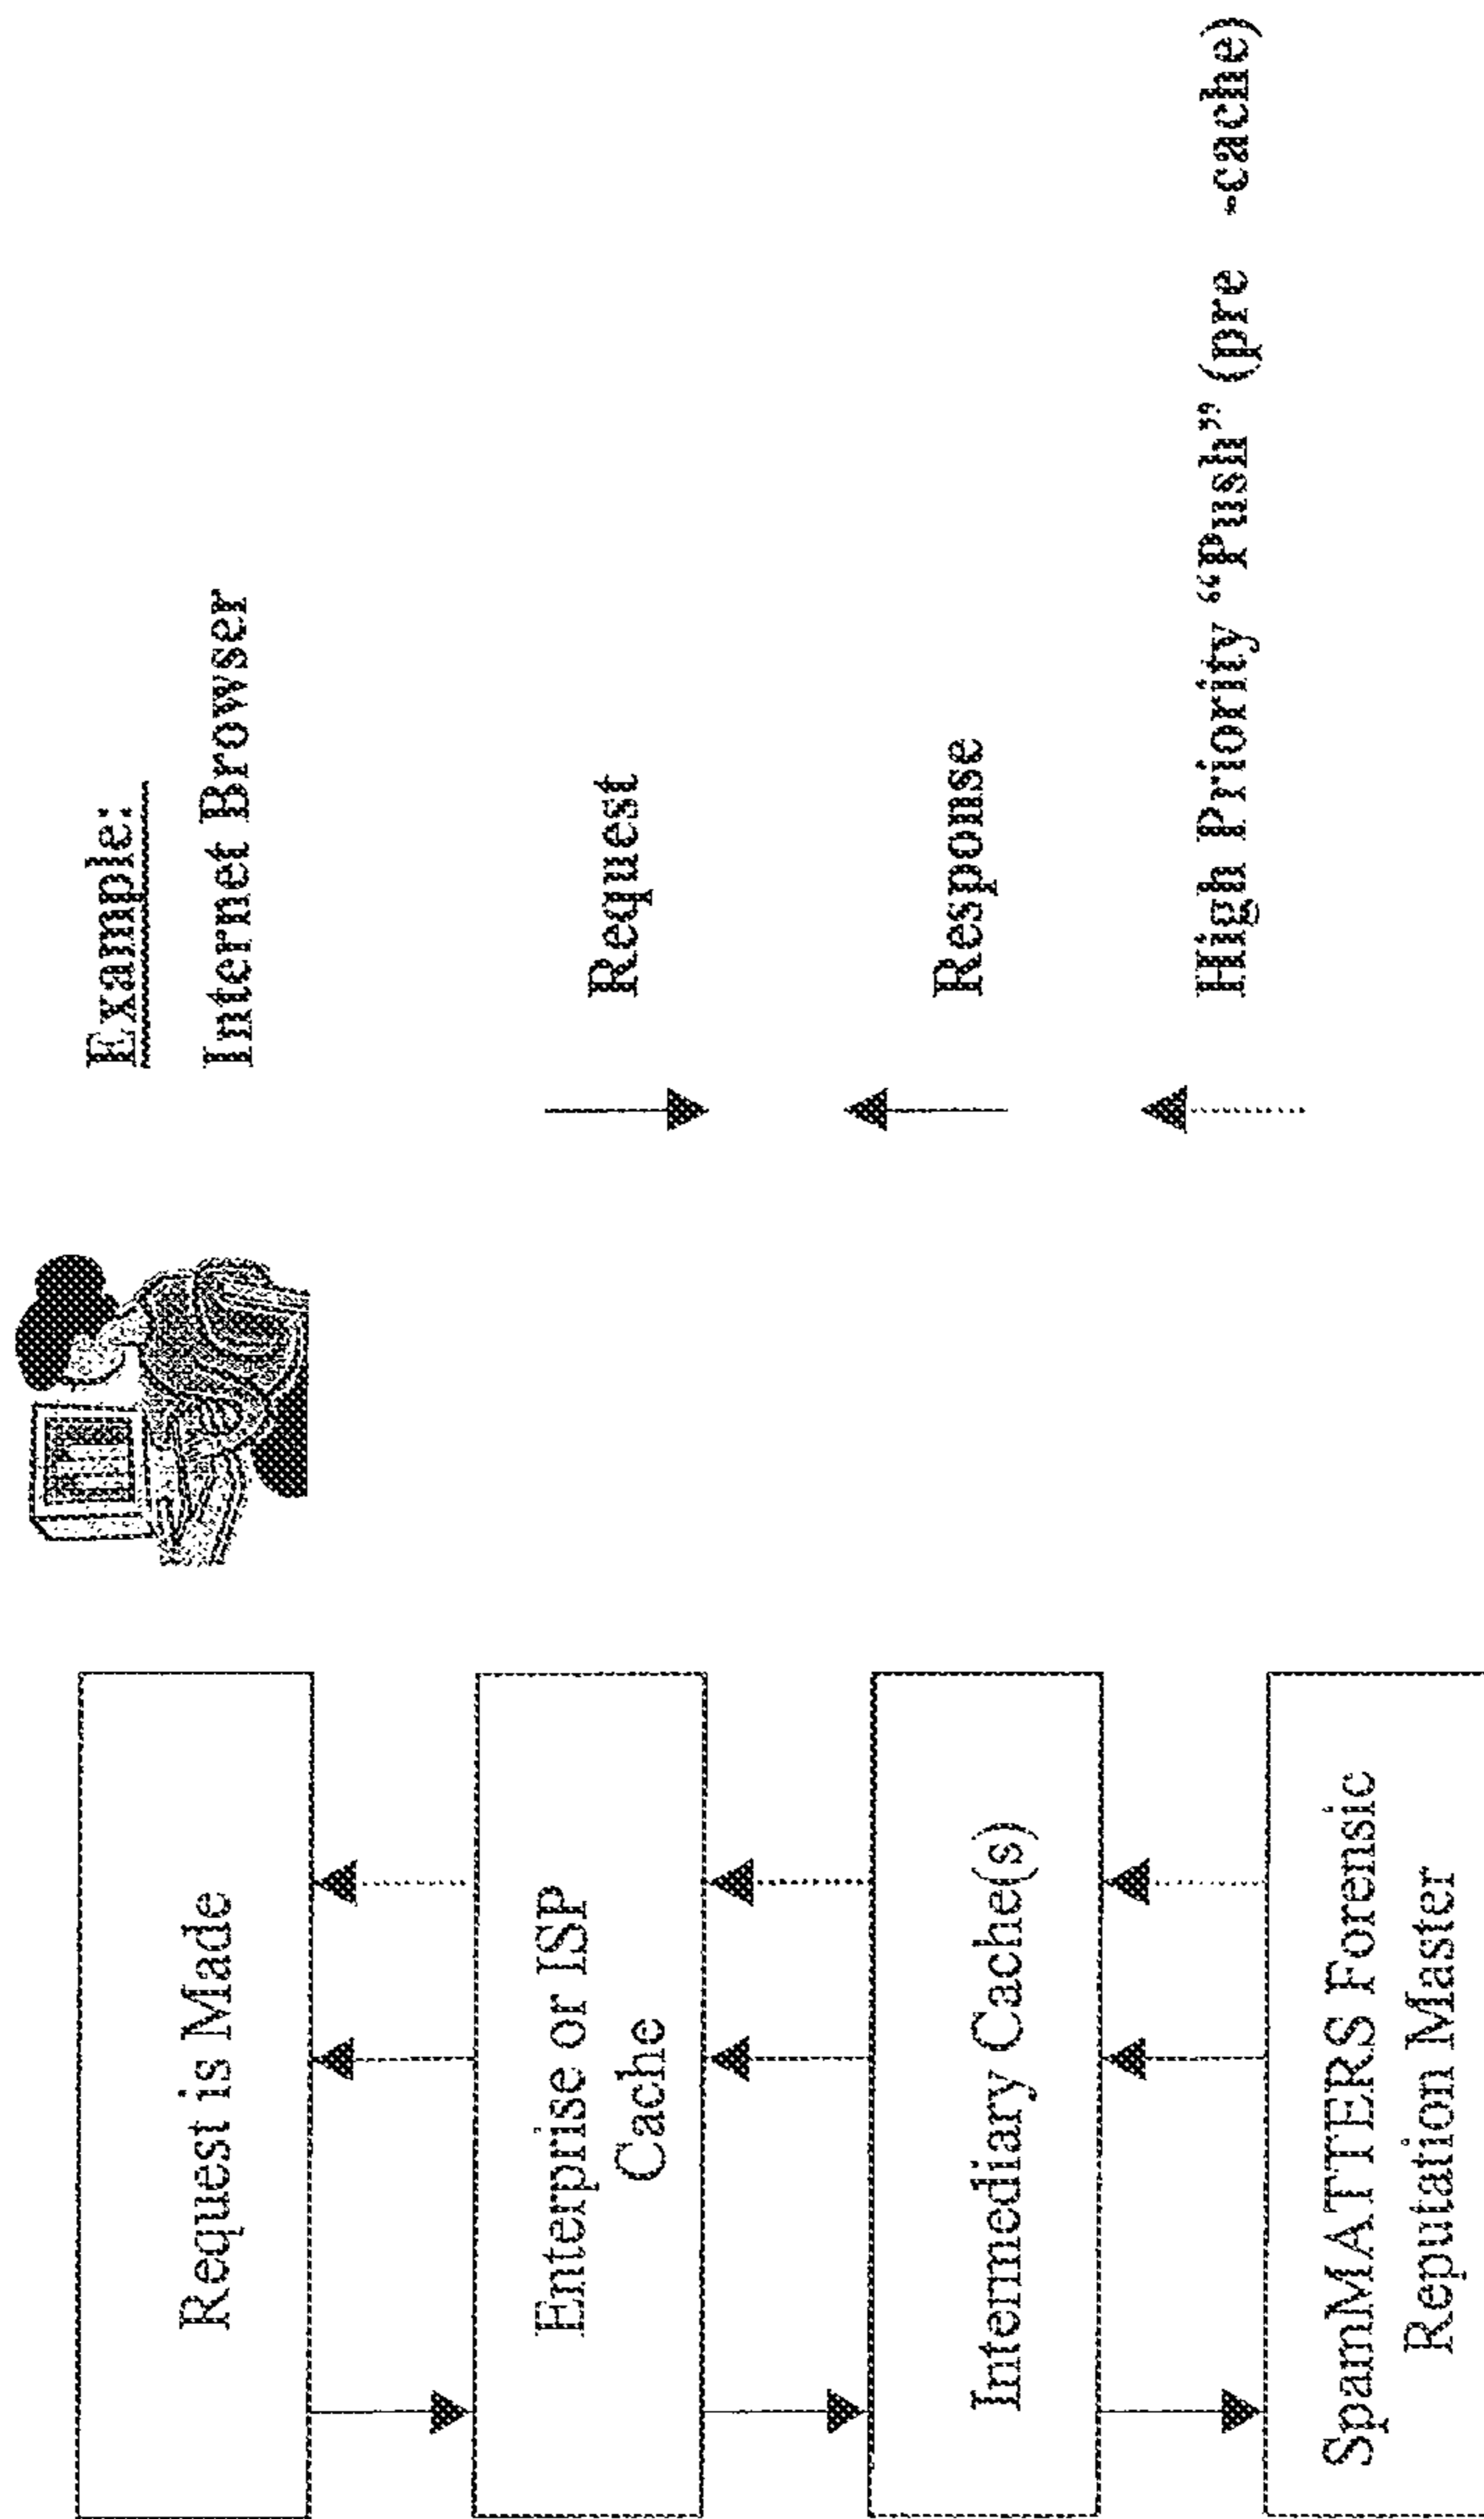 Request is Made
Enterprise or ISP
Cache
Intermediary Cache(s)
SpamMATTERS Forensic
Reputation Master
Example:
Internet Browser
Request
Response
High Priority “Push” (pre -cache)